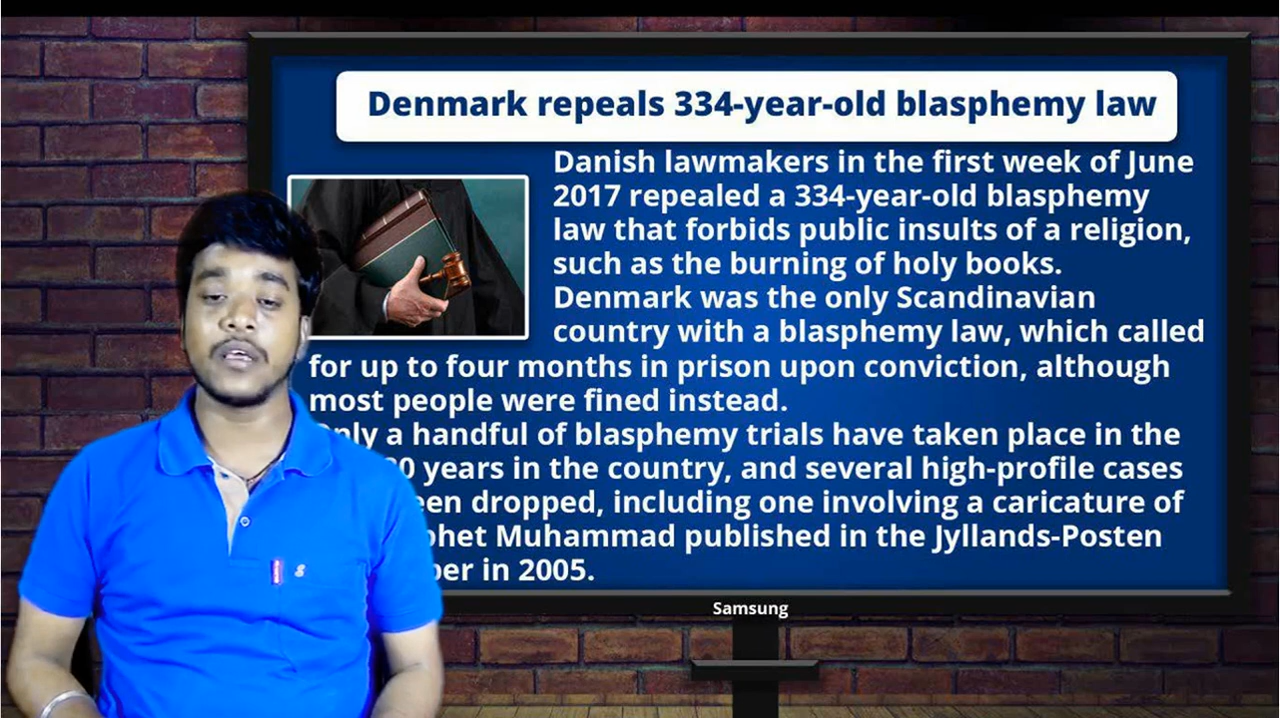 Denmark repeals 334-year-old blasphemy law
Danish lawmakers in the first week of June
2017 repealed a 334-year-old blasphemy
law that forbids public insults of a religion,
such as the burning of holy books.
Denmark was the only Scandinavian
country with a blasphemy law, which called
for up to four months in prison upon conviction, although
most people were fined instead.
Only a handful of blasphemy trials have taken place in the
years in the country, and several high-profile cases
dropped, including one involving a caricature of
Muhammad published in the Jyllands-Posten
in 2005.
Samsung